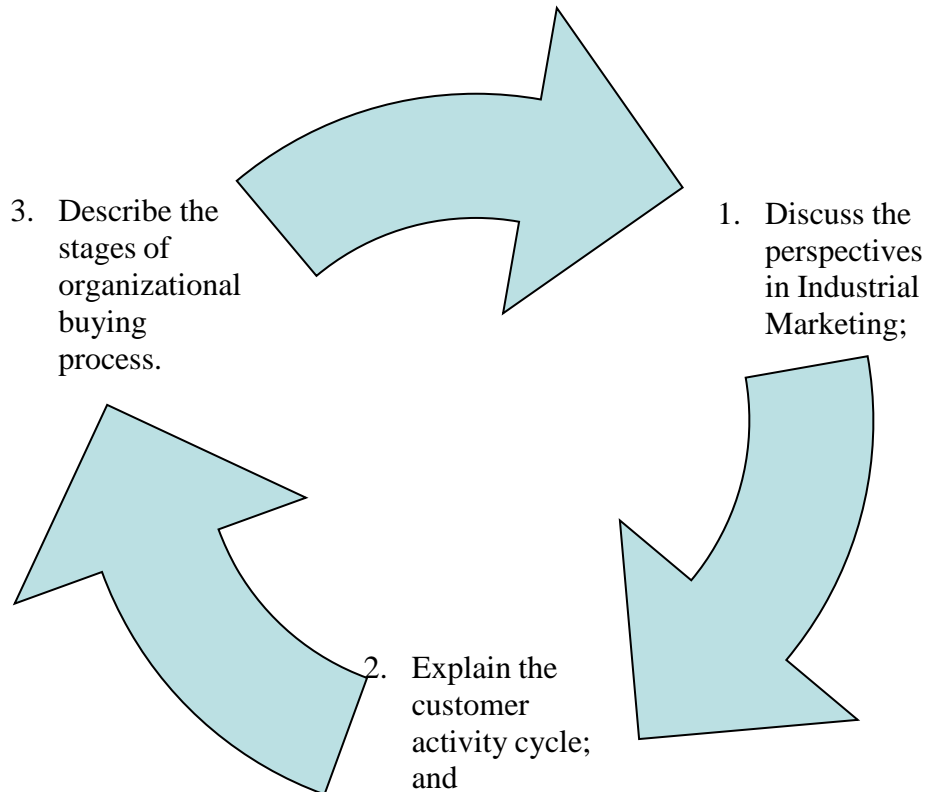 1. Discuss the
perspectives
in Industrial
Marketing;
2. Explain the
customer
activity cycle;
and
3. Describe the
stages of
organizational
buying
process.